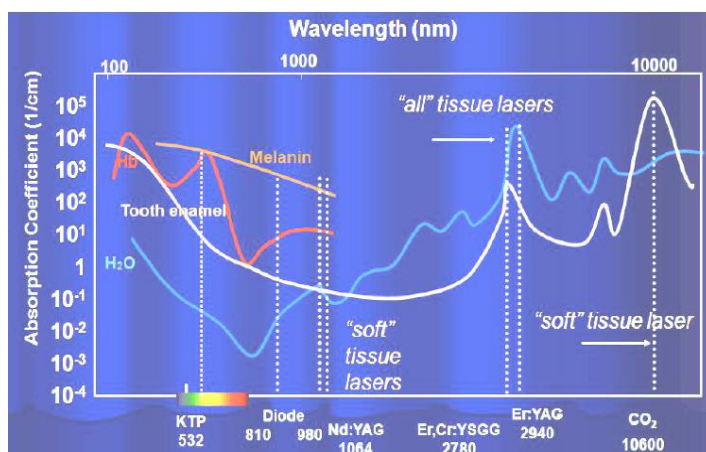 Wavelength (nm)
100 1000 10000
Absorption Coefficient (1/cm)
10⁵
10⁴
10³
10²
10¹
1
10⁻¹
10⁻²
10⁻³
10⁻⁴
"all" tissue lasers
Hb
Melanin
Tooth enamel
H₂O
"soft"
tissue
lasers
"soft" tissue laser
KTP
532
810
Diode
980
Nd:YAG
1064
Er,Cr:YSGG
2780
Er:YAG
2940
CO₂
10600